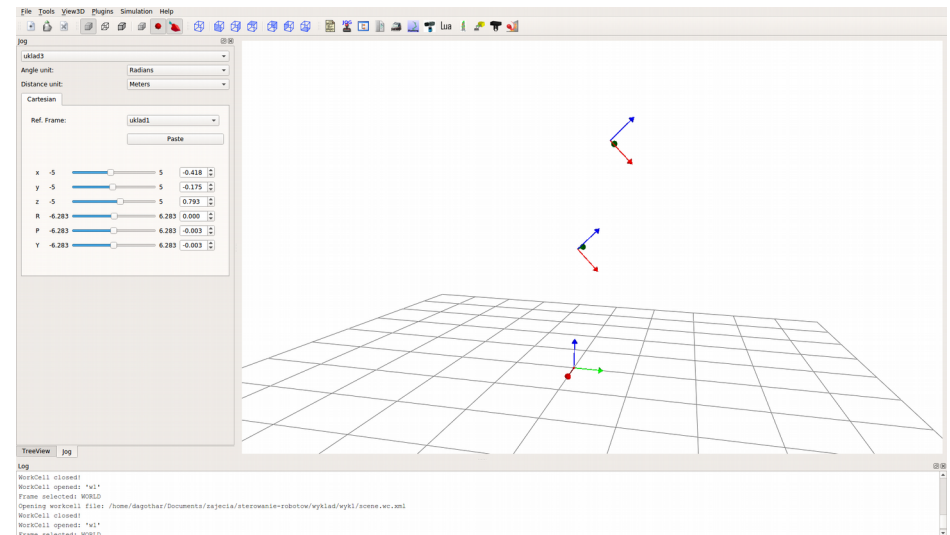 File Tools View3D Plugins Simulation Help
JOG Lua
Jog
uklad3
Angle unit: Radians
Distance unit: Meters
Cartesian
Ref. Frame: uklad1
Paste
x -5 5 -0.418
y -5 5 -0.175
z -5 5 0.793
R -6.283 6.283 0.000
P -6.283 6.283 -0.003
Y -6.283 6.283 -0.003
TreeView Jog
Log
WorkCell closed!
WorkCell opened: 'w1'
Frame selected: WORLD
Opening workcell file: /home/dagothar/Documents/zajecia/sterowanie-robotow/wyklad/wyk1/scene.wc.xml
WorkCell closed!
WorkCell opened: 'w1'
Frame selected: WORLD